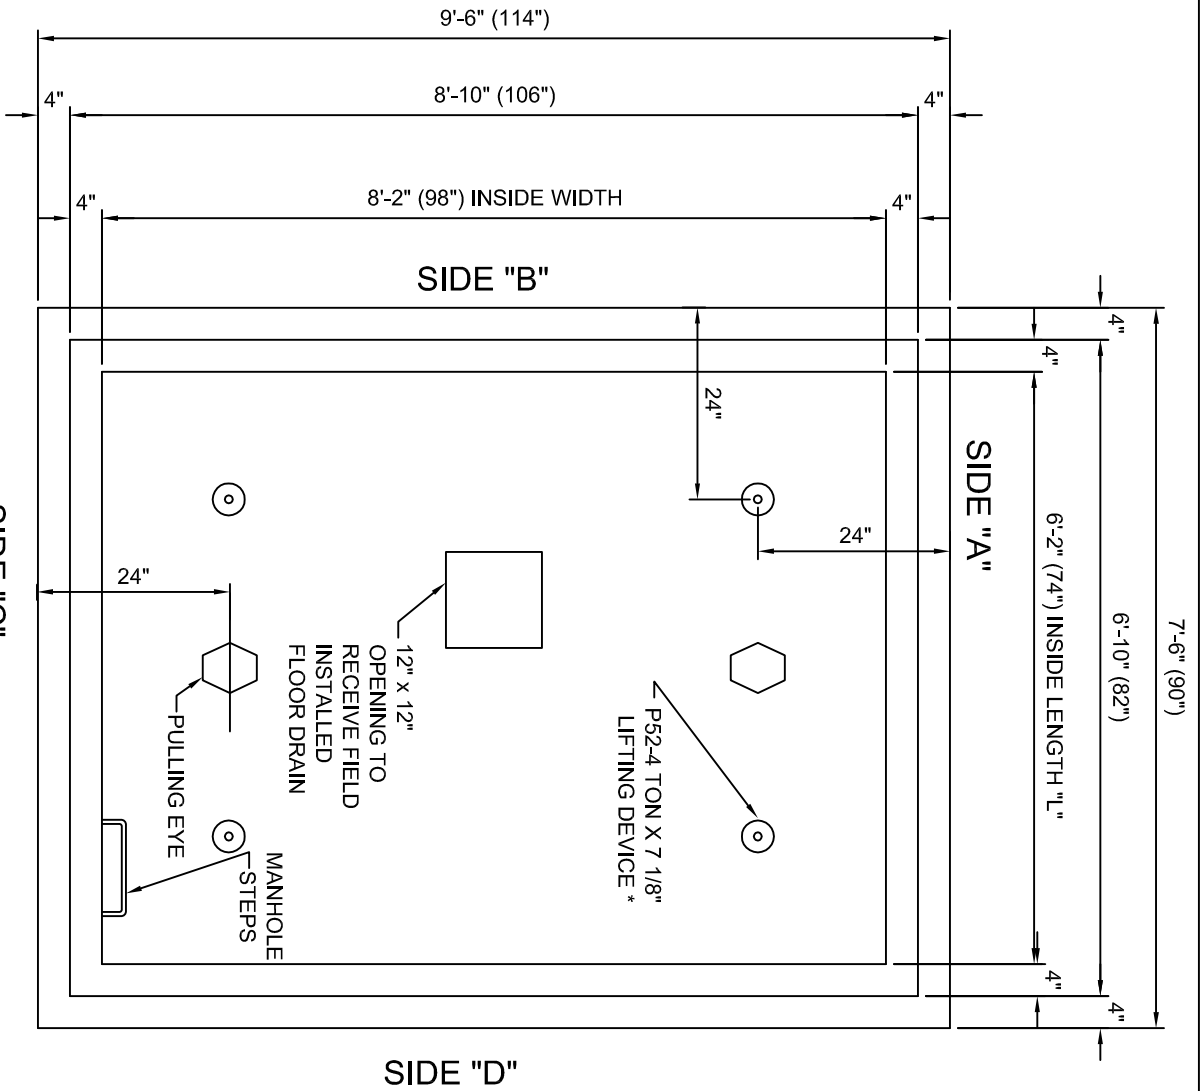 9'-6" (114")
4"
8'-10" (106")
4"
4"
8'-2" (98") INSIDE WIDTH
4"
SIDE "B"
4"
4"
24"
SIDE "A"
7'-6" (90")
6'-10" (82")
6'-2" (74") INSIDE LENGTH "L"
24"
24"
12" x 12"
OPENING TO
RECEIVE FIELD
INSTALLED
FLOOR DRAIN
P52-4 TON X 7 1/8"
LIFTING DEVICE *
PULLING EYE
MANHOLE
STEPS
4"
4"
SIDE "D"